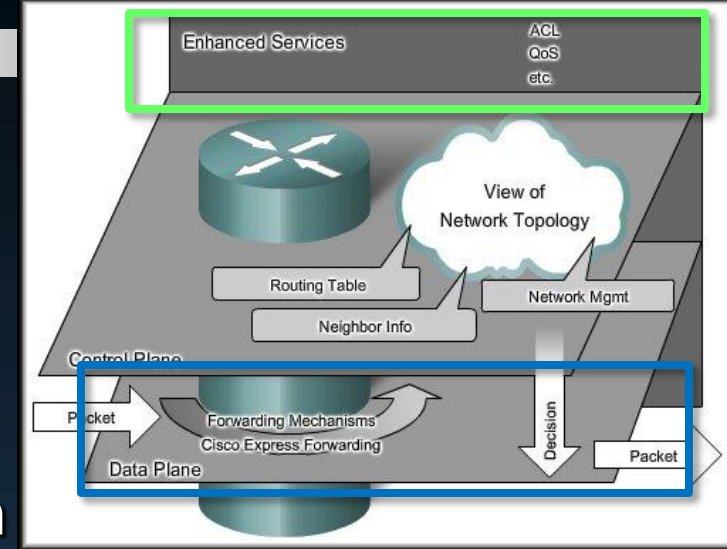 Enhanced Services
ACL
QoS
etc.
View of
Network Topology
Routing Table
Network Mgmt
Neighbor Info
Control Plane
Packet
Forwarding Mechanisms
Cisco Express Forwarding
Decision
Packet
Data Plane